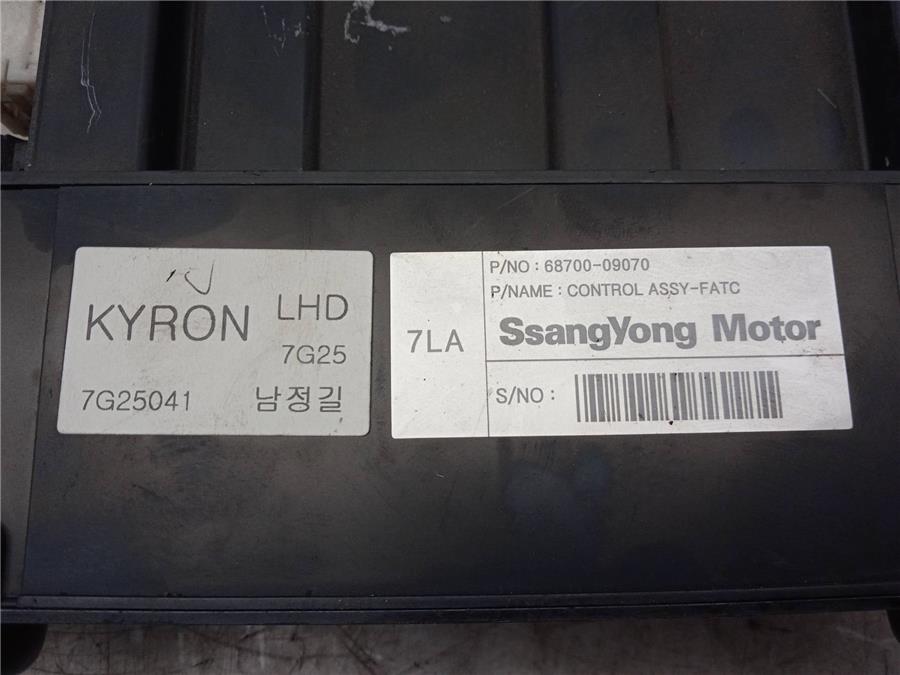 KYRON LHD
7G25
7G25041 남정길
7LA
P/NO : 68700-09070
P/NAME : CONTROL ASSY-FATC
SsangYong Motor
S/NO :